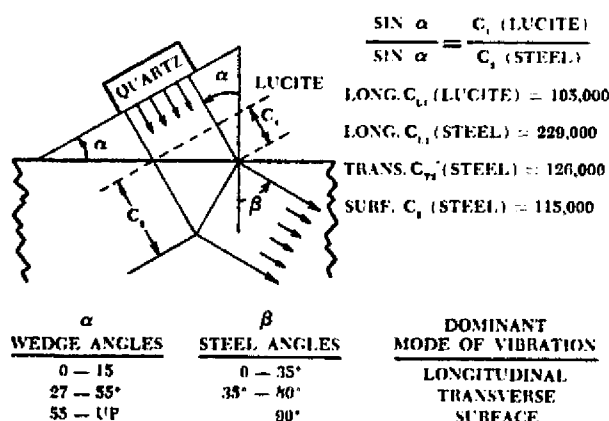 SIN α / SIN α = C₁ (LUCITE) / C₂ (STEEL)
QUARTZ
α
LUCITE
LONG. C (LUCITE) = 105,000
C₁
α
LONG. C (STEEL) = 229,000
TRANS. C (STEEL) = 126,000
C₂
β
SURF. C (STEEL) = 115,000
α β DOMINANT
WEDGE ANGLES STEEL ANGLES MODE OF VIBRATION
0 — 15 0 — 35° LONGITUDINAL
27 — 55° 35° — 80° TRANSVERSE
55 — UP 90° SURFACE